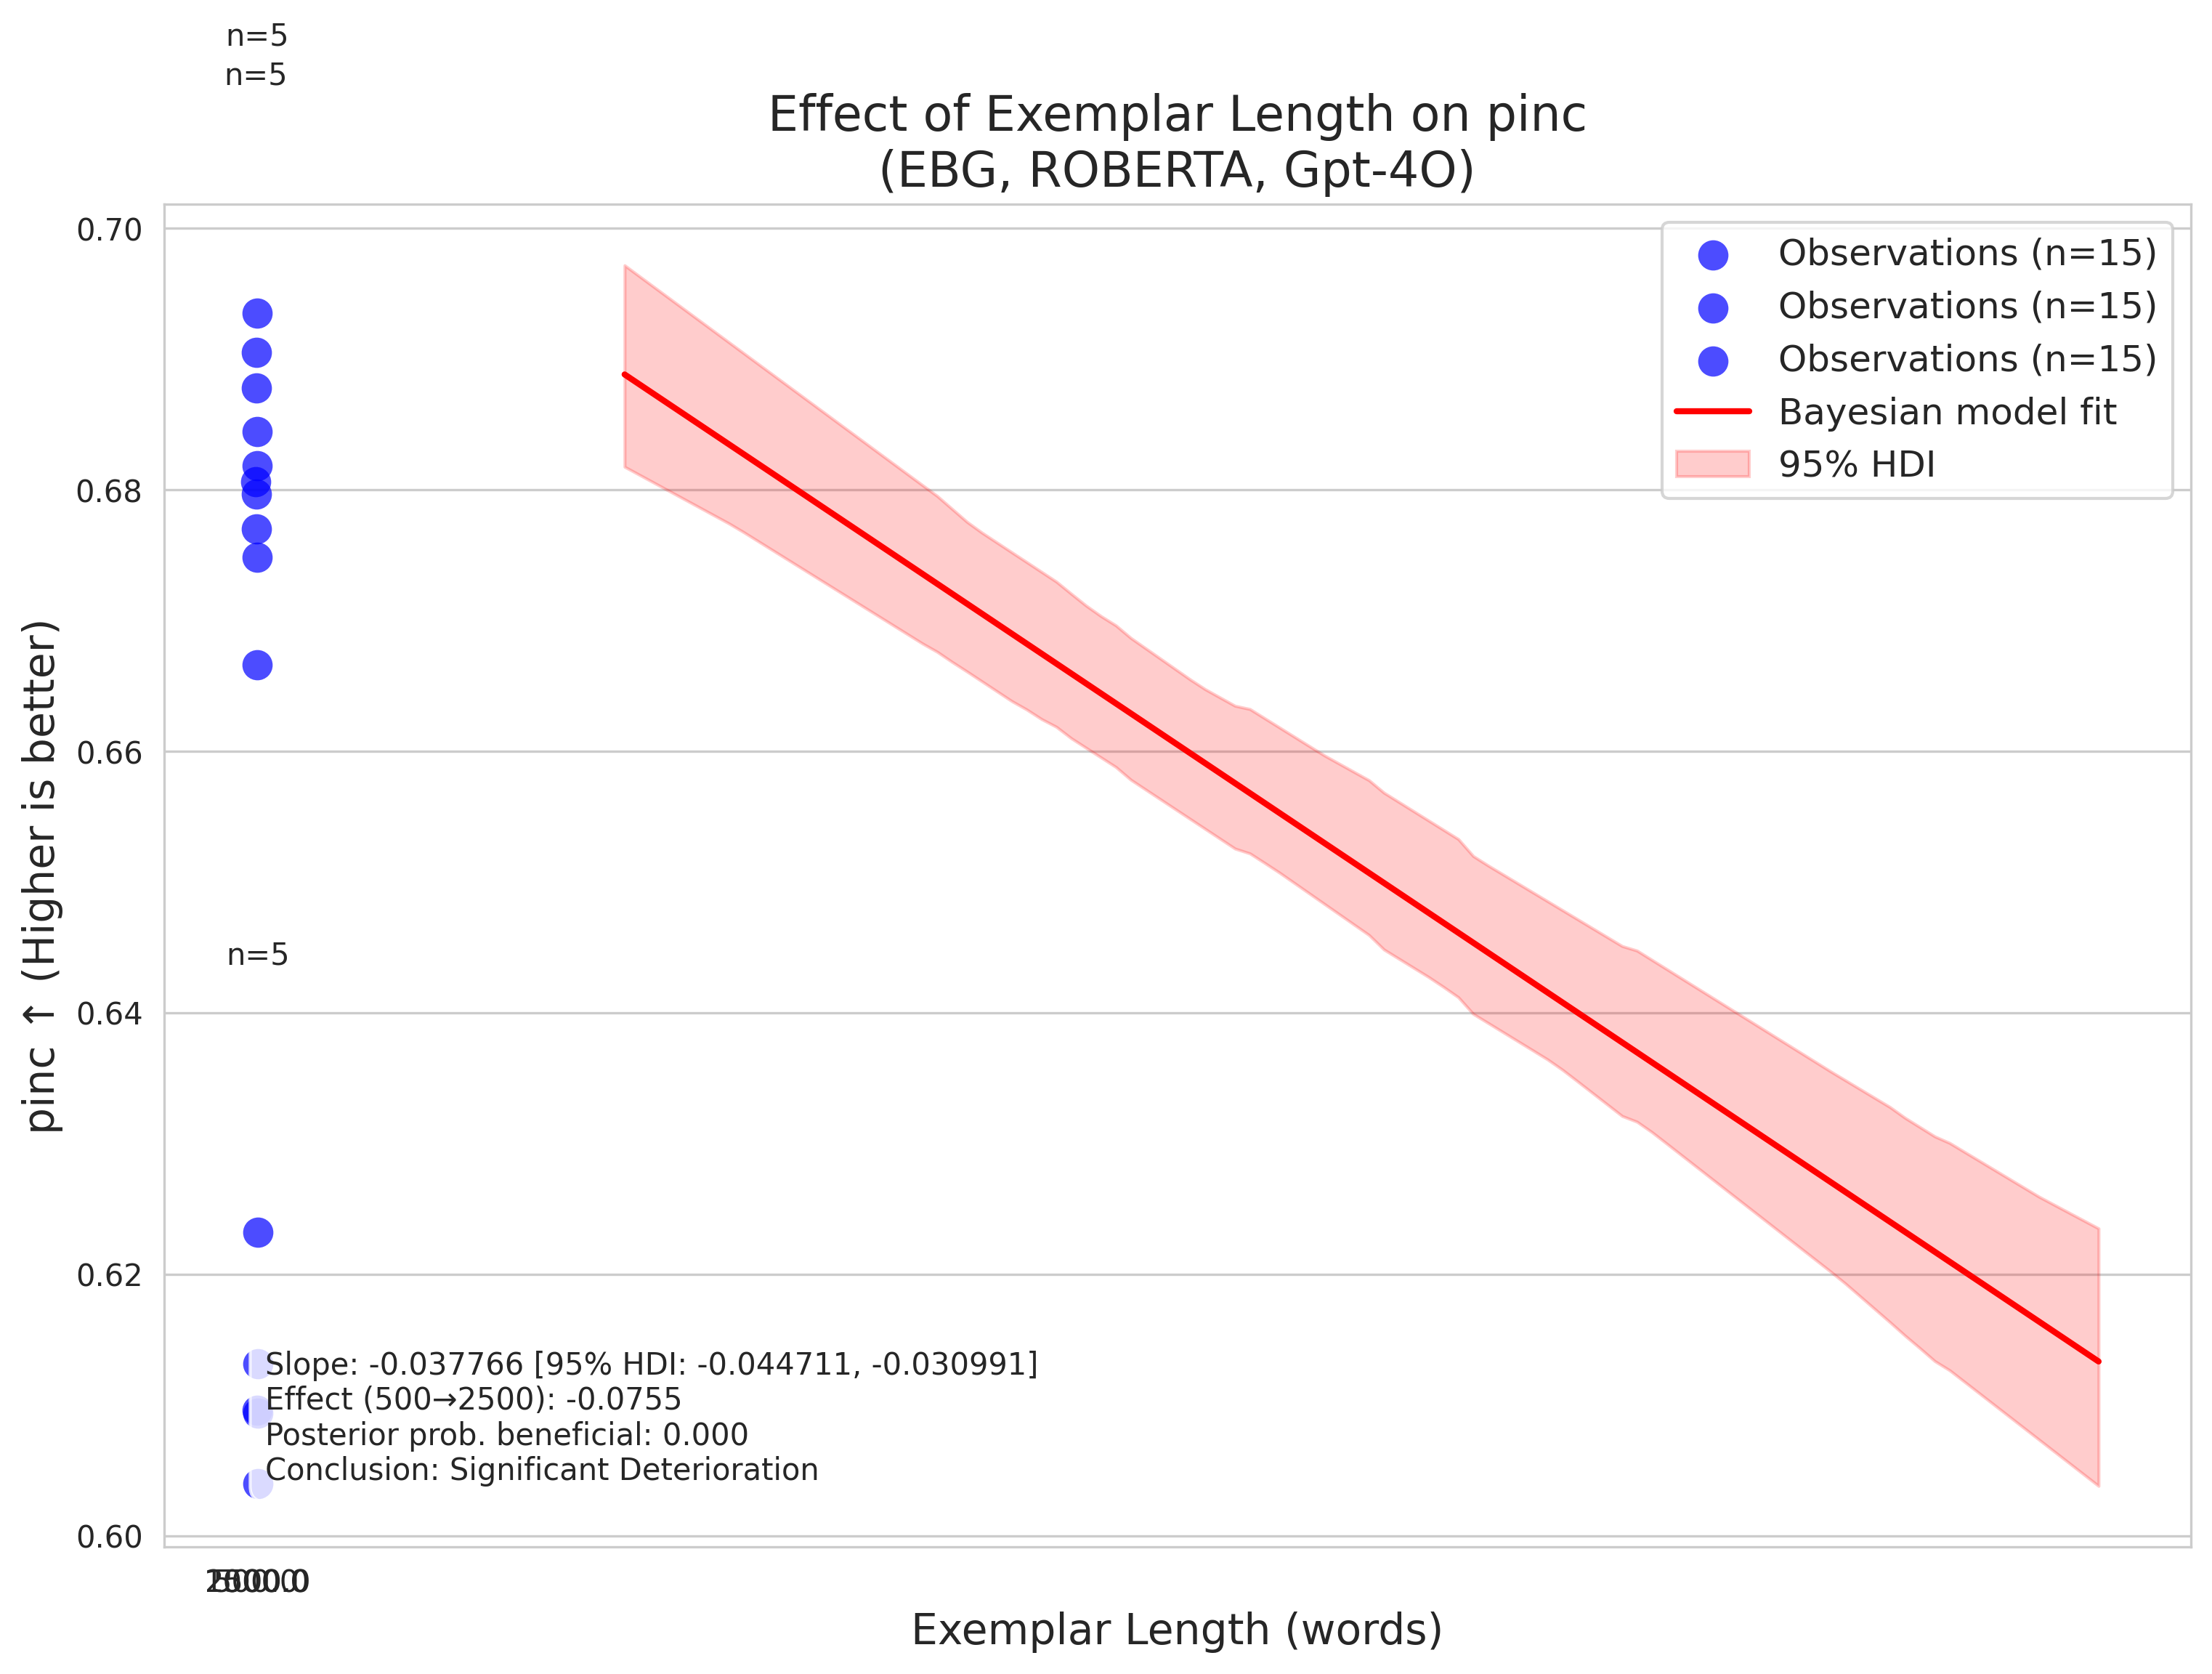 n=5
n=5
Effect of Exemplar Length on pinc
(EBG, ROBERTA, Gpt-4O)
Observations (n=15)
Observations (n=15)
Observations (n=15)
Bayesian model fit
95% HDI
pinc ↑ (Higher is better)
0.70
0.68
0.66
0.64
0.62
0.60
n=5
Slope: -0.037766 [95% HDI: -0.044711, -0.030991]
Effect (500→2500): -0.0755
Posterior prob. beneficial: 0.000
Conclusion: Significant Deterioration
Exemplar Length (words)